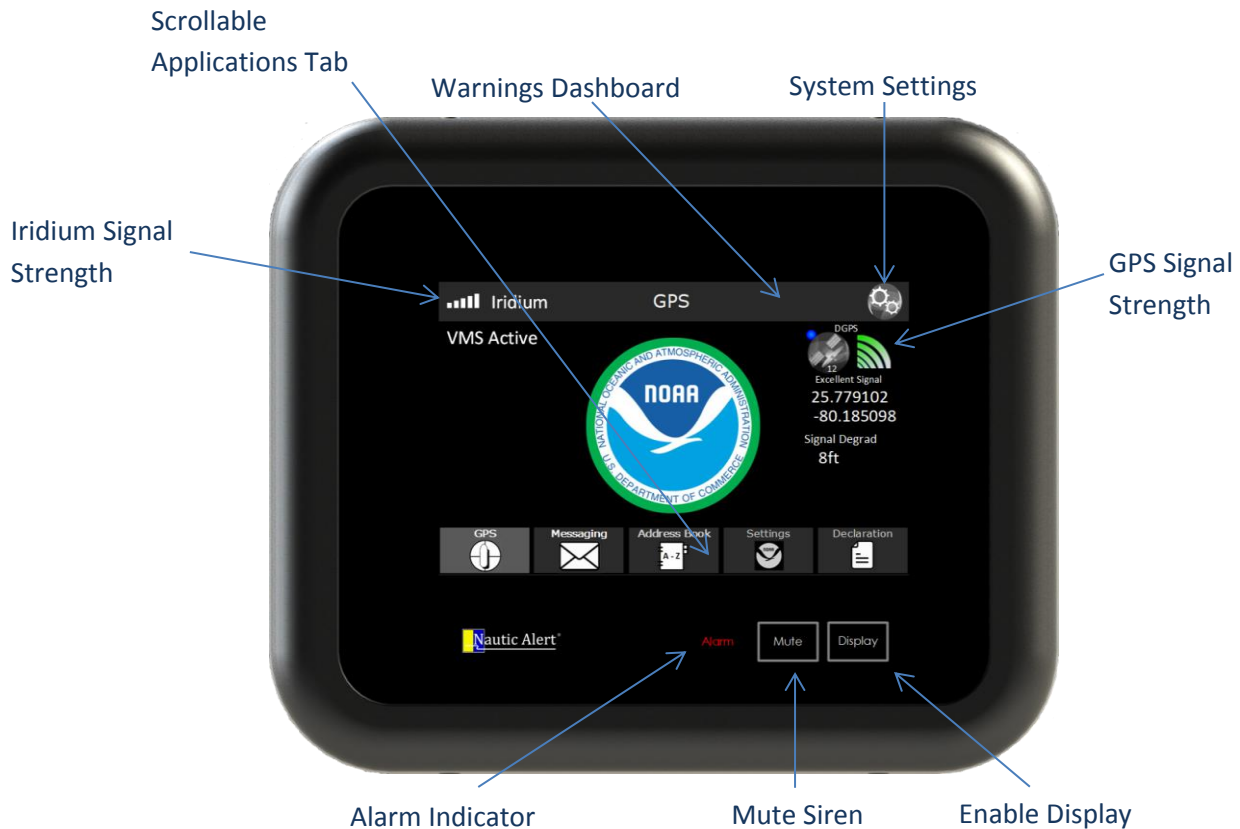 Scrollable
Applications Tab
Warnings Dashboard
System Settings
Iridium Signal
Strength
GPS Signal
Strength
Iridium
GPS
VMS Active
DGPS
12
Excellent Signal
25.779102
-80.185098
Signal Degrad
8ft
NATIONAL OCEANIC AND ATMOSPHERIC ADMINISTRATION
NOAA
U.S. DEPARTMENT OF COMMERCE
GPS
Messaging
Address Book
Settings
Declaration
A-Z
Nautic Alert®
Alarm
Mute
Display
Alarm Indicator
Mute Siren
Enable Display